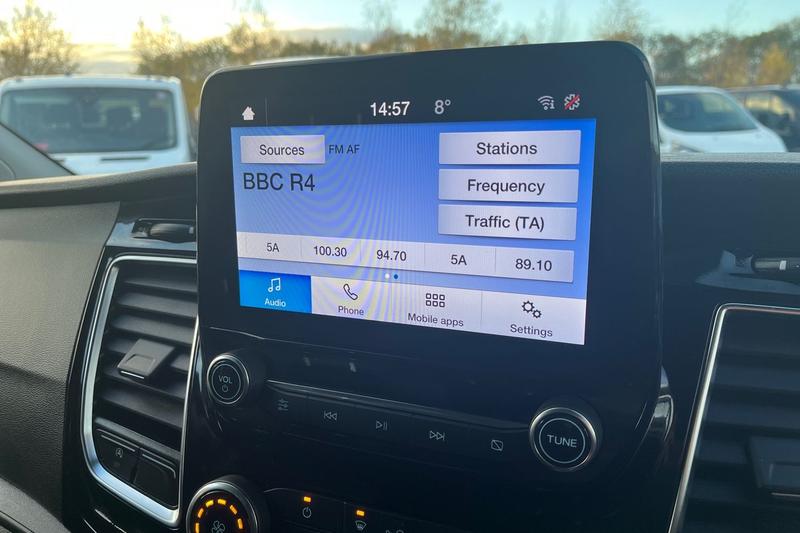 14:57 8°
Sources FM AF
BBC R4
Stations
Frequency
Traffic (TA)
5A 100.30 94.70 5A 89.10
Audio Phone Mobile apps Settings
VOL
TUNE